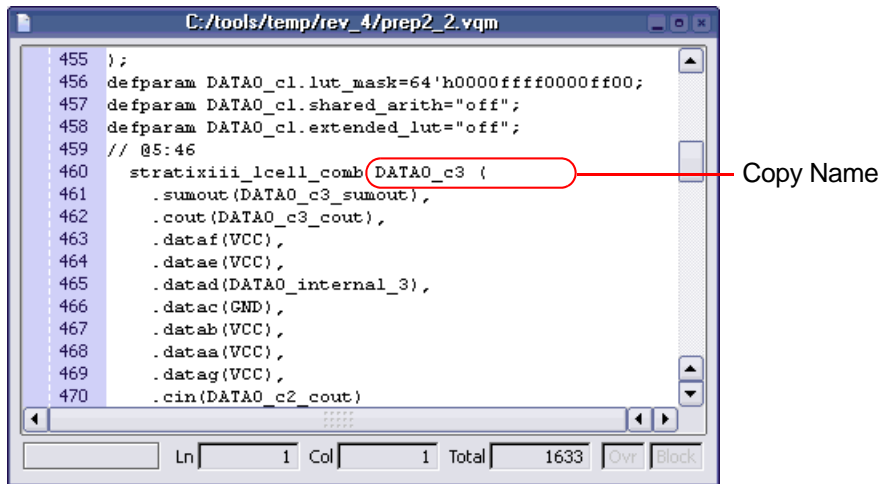 C:/tools/temp/rev_4/prep2_2.vqm
455 );
456 defparam DATA0_c1.lut_mask=64'h0000ffff0000ff00;
457 defparam DATA0_c1.shared_arith="off";
458 defparam DATA0_c1.extended_lut="off";
459 // @5:46
460 stratixiii_lcell_comb DATA0_c3 (
Copy Name
461 .sumout(DATA0_c3_sumout),
462 .cout(DATA0_c3_cout),
463 .dataf(VCC),
464 .datae(VCC),
465 .datad(DATA0_internal_3),
466 .datac(GND),
467 .datab(VCC),
468 .dataa(VCC),
469 .datag(VCC),
470 .cin(DATA0_c2_cout)
Ln 1 Col 1 Total 1633 Ovr Block